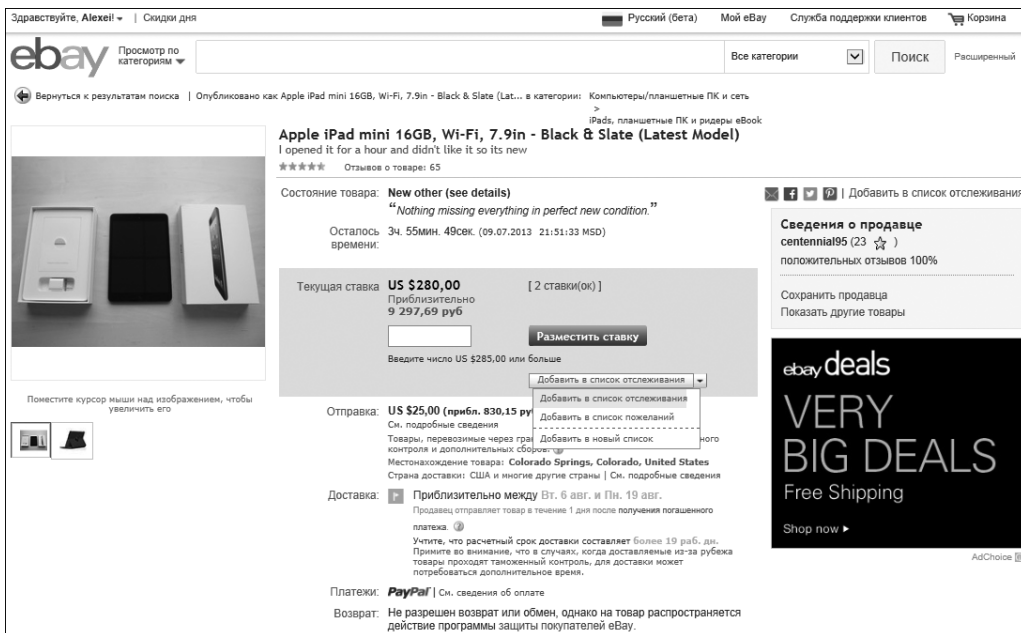 Здравствуйте, Alexei! | Скидки дня
Русский (бета) Мой eBay Служба поддержки клиентов Корзина
ebay
Просмотр по
категориям
Все категории
Поиск
Расширенный
Вернуться к результатам поиска | Опубликовано как Apple iPad mini 16GB, Wi-Fi, 7.9in - Black & Slate (Lat... в категории: Компьютеры/планшетные ПК и сеть
>
iPads, планшетные ПК и ридеры eBook
Apple iPad mini 16GB, Wi-Fi, 7.9in - Black & Slate (Latest Model)
I opened it for a hour and didn't like it so its new
Отзывов о товаре: 65
Состояние товара: New other (see details)
“Nothing missing everything in perfect new condition.”
Осталось времени: 3ч. 55мин. 49сек. (09.07.2013 21:51:33 MSD)
Текущая ставка US $280,00 [ 2 ставки(ок) ]
Приблизительно
9 297,69 руб
Разместить ставку
Введите число US $285,00 или больше
Добавить в список отслеживания
Добавить в список отслеживания
Добавить в список пожеланий
Добавить в новый список
Отправка: US $25,00 (прибл. 830,15 ру
См. подробные сведения
Товары, перевозимые через гра ного
контроля и дополнительных сборов.
Местонахождение товара: Colorado Springs, Colorado, United States
Страна доставки: США и многие другие страны | См. подробные сведения
Доставка: Приблизительно между Вт. 6 авг. и Пн. 19 авг.
Продавец отправляет товар в течение 1 дня после получения погашенного
платежа.
Учтите, что расчетный срок доставки составляет более 19 раб. дн.
Примите во внимание, что в случаях, когда доставляемые из-за рубежа
товары проходят таможенный контроль, для доставки может
потребоваться дополнительное время.
Платежи: PayPal | См. сведения об оплате
Возврат: Не разрешен возврат или обмен, однако на товар распространяется
действие программы защиты покупателей eBay.
Поместите курсор мыши над изображением, чтобы
увеличить его
| Добавить в список отслеживания
Сведения о продавце
centennial95 (23 )
положительных отзывов 100%
Сохранить продавца
Показать другие товары
ebay deals
VERY
BIG DEALS
Free Shipping
Shop now
AdChoice